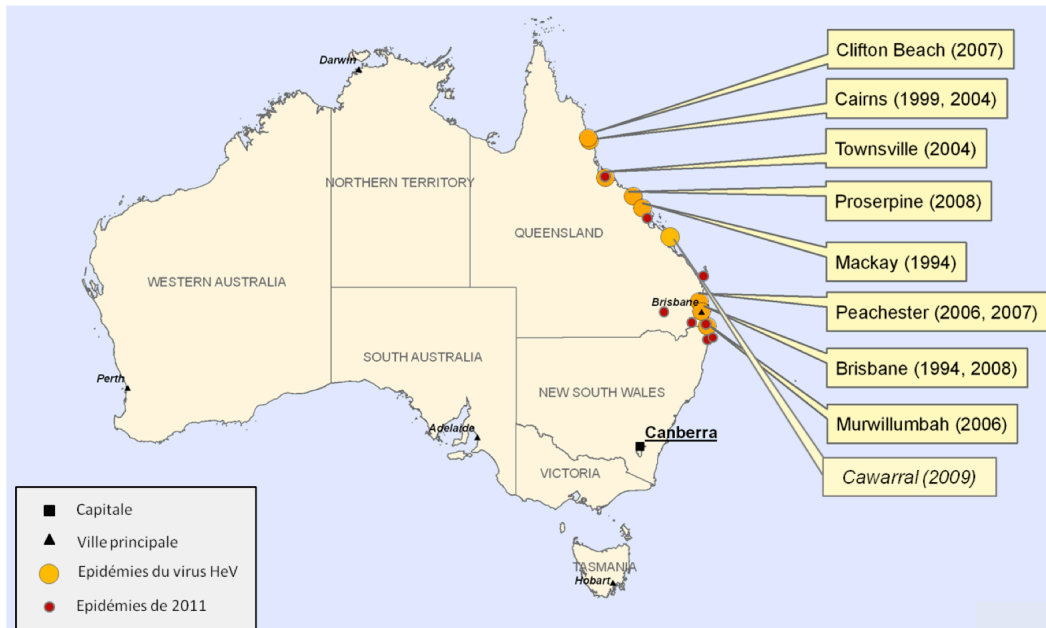 Darwin
Clifton Beach (2007)
Cairns (1999, 2004)
Townsville (2004)
NORTHERN TERRITORY
Proserpine (2008)
QUEENSLAND
Mackay (1994)
WESTERN AUSTRALIA
Brisbane
Peachester (2006, 2007)
SOUTH AUSTRALIA
Brisbane (1994, 2008)
Perth
NEW SOUTH WALES
Adelaide
Murwillumbah (2006)
Canberra
VICTORIA
Cawarral (2009)
Capitale
Ville principale
Epidémies du virus HeV
Epidémies de 2011
TASMANIA
Hobart